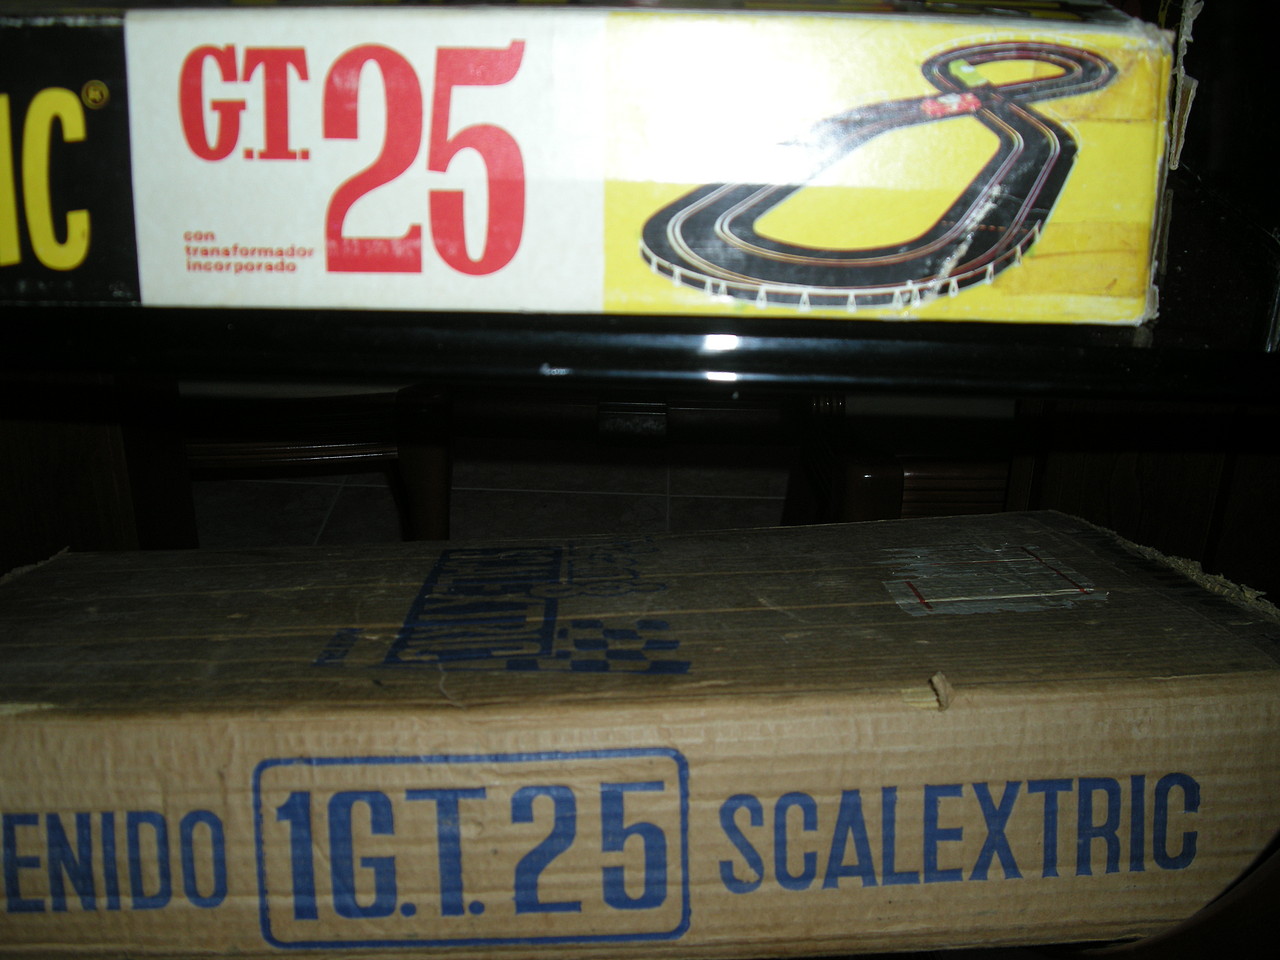 IC®
G.T. 25
con
transformador
incorporado
ENIDO 1G.T.25 SCALEXTRIC